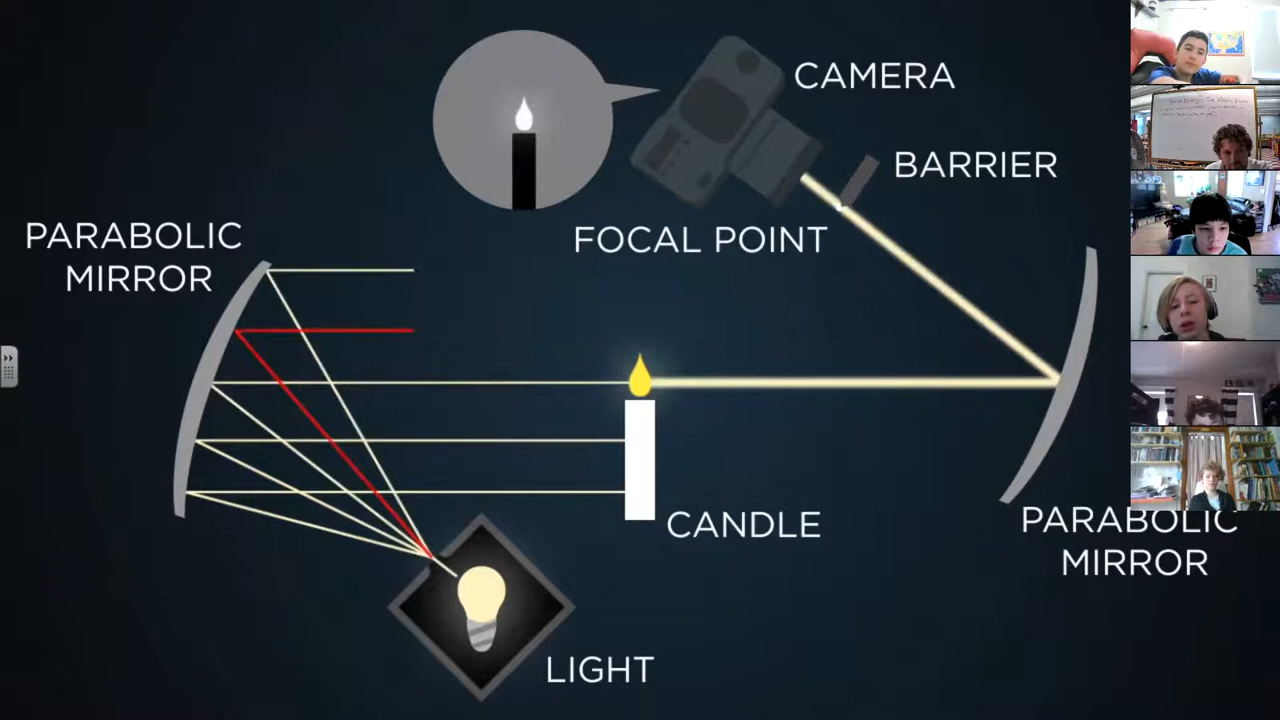 CAMERA
BARRIER
PARABOLIC
MIRROR
FOCAL POINT
CANDLE
PARABOLIC
MIRROR
LIGHT